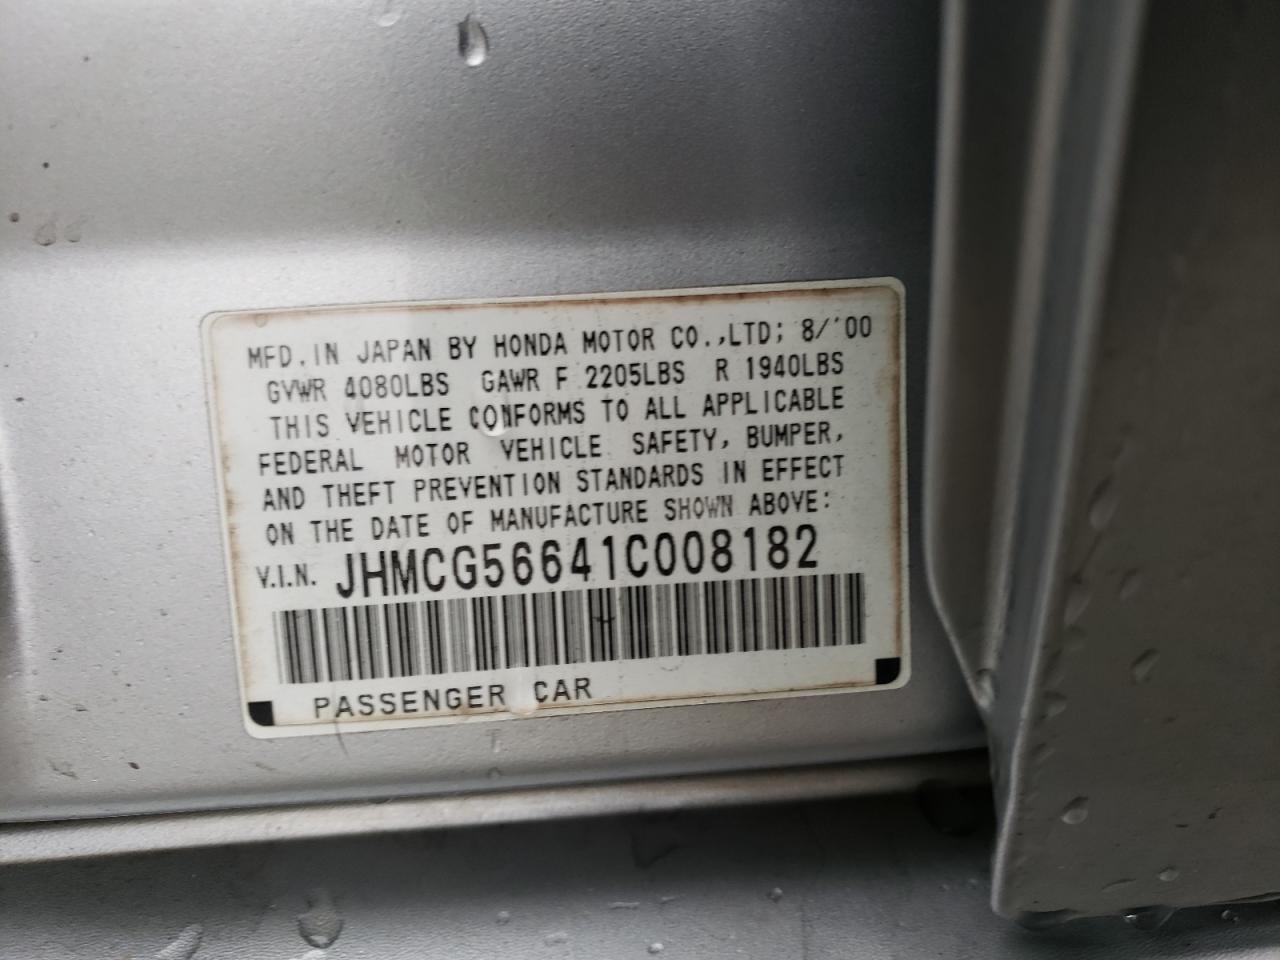 MFD. IN JAPAN BY HONDA MOTOR CO.,LTD; 8/'00
GVWR 4080LBS GAWR F 2205LBS R 1940LBS
THIS VEHICLE CONFORMS TO ALL APPLICABLE
FEDERAL MOTOR VEHICLE SAFETY, BUMPER,
AND THEFT PREVENTION STANDARDS IN EFFECT
ON THE DATE OF MANUFACTURE SHOWN ABOVE:
V.I.N. JHMCG56641C008182
PASSENGER CAR